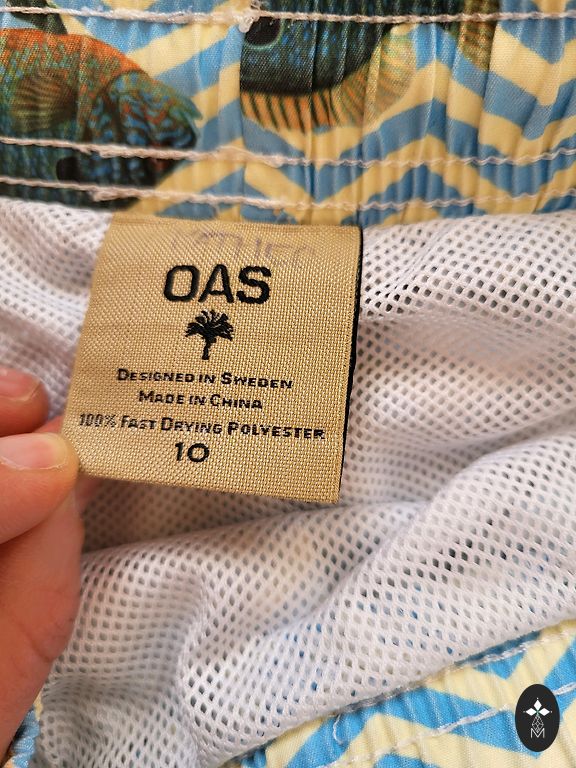 OAS
DESIGNED IN SWEDEN
MADE IN CHINA
100% FAST DRYING POLYESTER
10
M